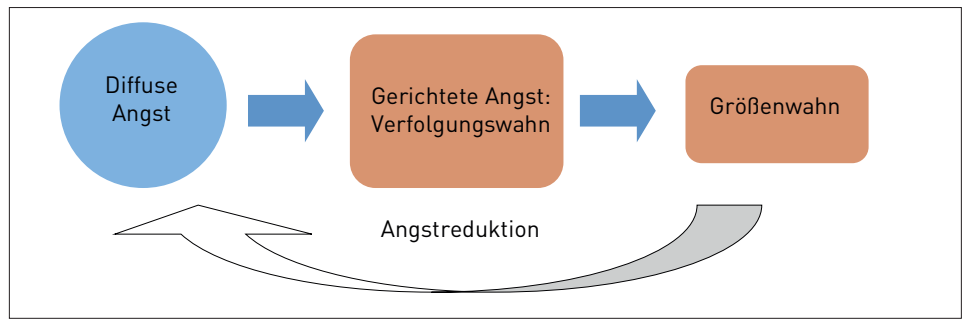 Diffuse
Angst
Gerichtete Angst:
Verfolgungswahn
Größenwahn
Angstreduktion